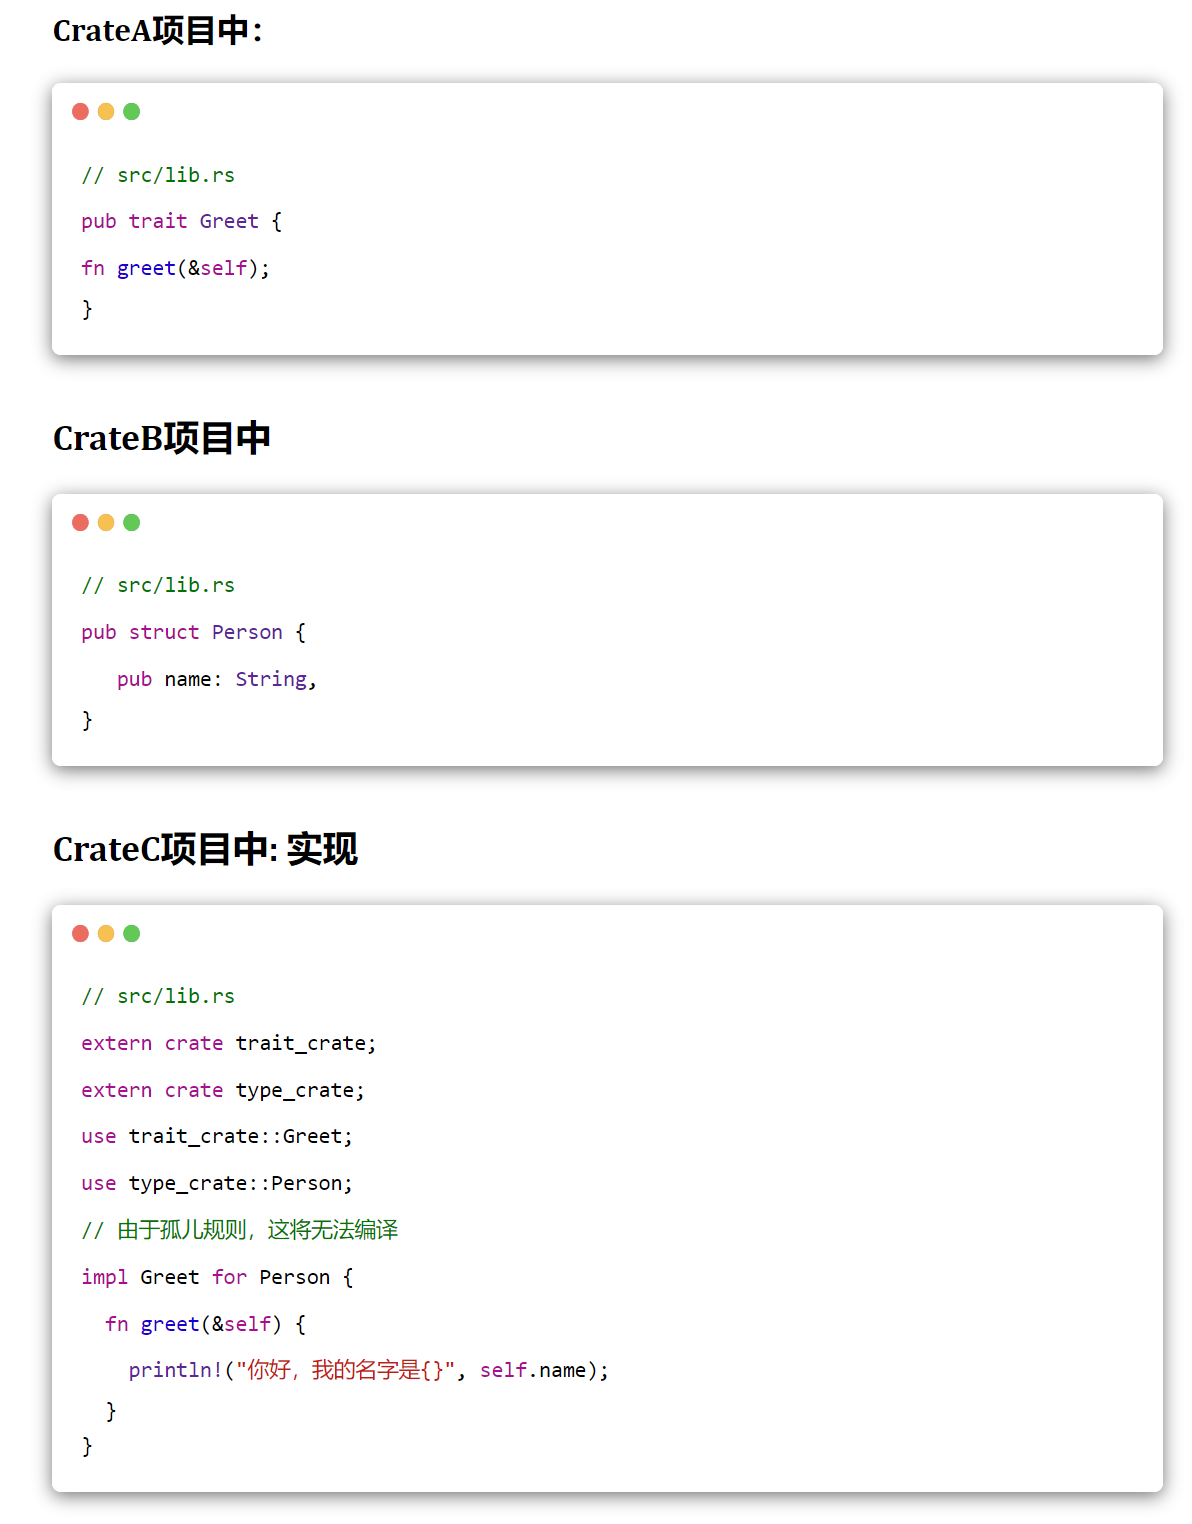 CrateA项目中：
// src/lib.rs
pub trait Greet {
fn greet(&self);
}
CrateB项目中
// src/lib.rs
pub struct Person {
   pub name: String,
}
CrateC项目中: 实现
// src/lib.rs
extern crate trait_crate;
extern crate type_crate;
use trait_crate::Greet;
use type_crate::Person;
// 由于孤儿规则，这将无法编译
impl Greet for Person {
  fn greet(&self) {
    println!("你好，我的名字是{}", self.name);
  }
}